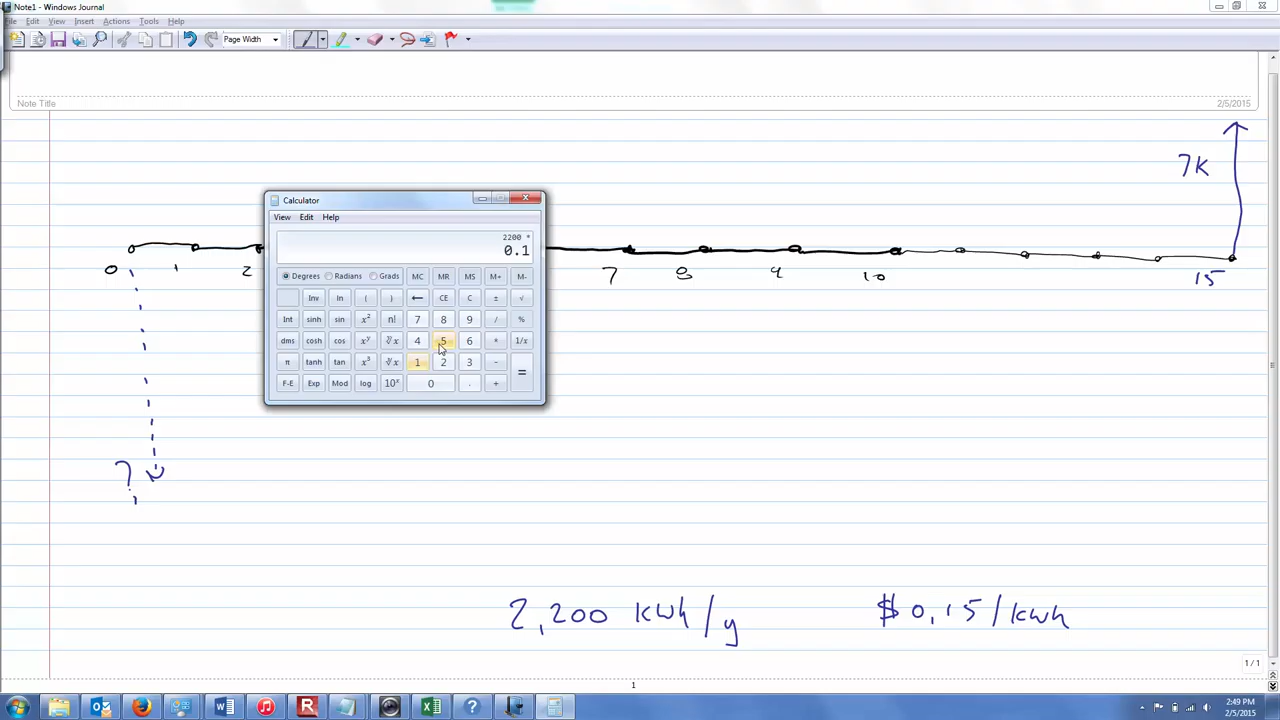 Note1 - Windows Journal
File Edit View Insert Actions Tools Help
Page Width
Note Title
2/5/2015
7K
Calculator
View Edit Help
2200 *
0.1
Degrees Radians Grads MC MR MS M+ M-
Inv ln ( ) ← CE C ± √
Int sinh sin x² n! 7 8 9 / %
dms cosh cos xʸ ʸ√x 4 5 6 * 1/x
π tanh tan x³ ³√x 1 2 3 - =
F-E Exp Mod log 10ˣ 0 . +
0 1 2 7 8 9 10 15
?
2,200 kwh/y $0.15/kwh
1/1
1
2:49 PM
2/5/2015